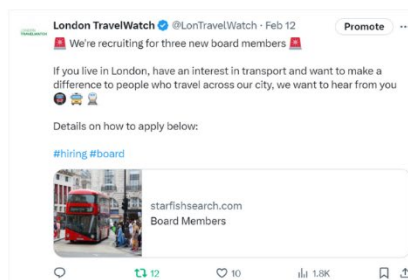 London TravelWatch @LonTravelWatch · Feb 12
Promote
🚨 We're recruiting for three new board members 🚨
If you live in London, have an interest in transport and want to make a
difference to people who travel across our city, we want to hear from you
🚇 🚋 🚆
Details on how to apply below:
#hiring #board
starfishsearch.com
Board Members
12
10
1.8K